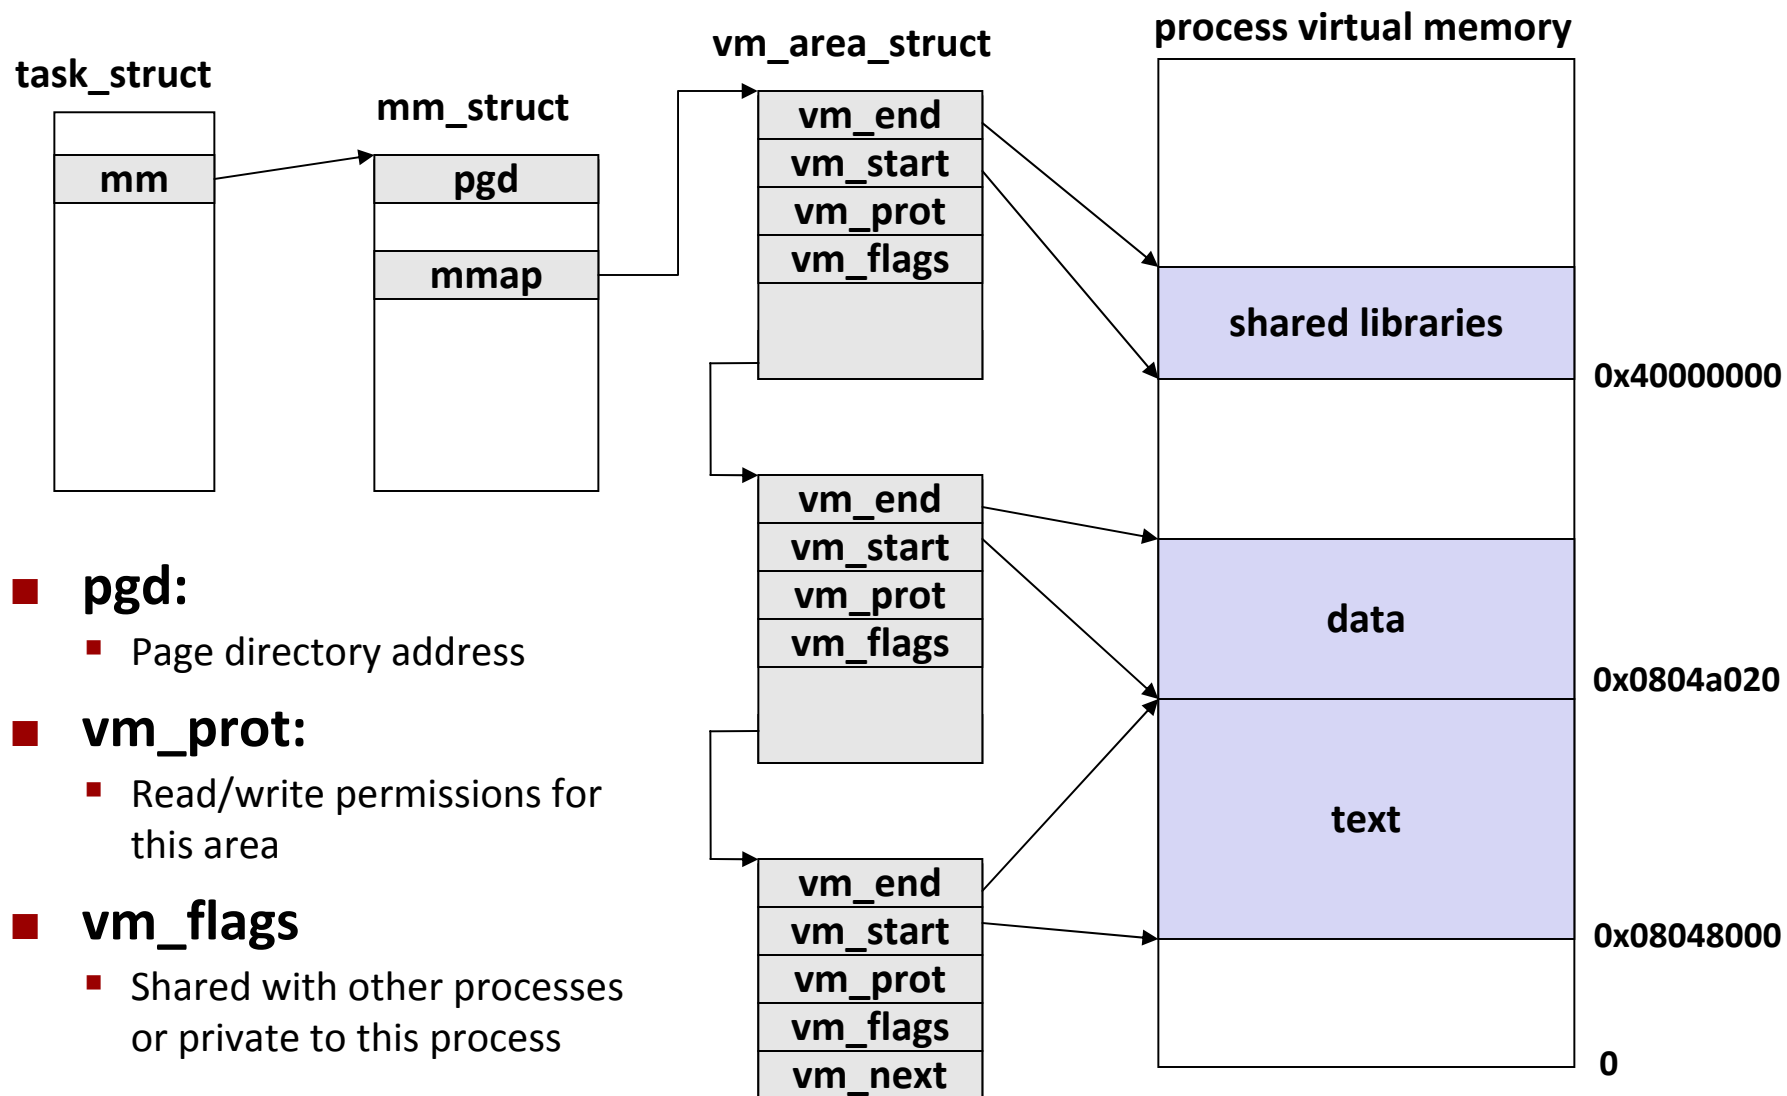 process virtual memory
vm_area_struct
task_struct
mm_struct
mm
pgd
mmap
vm_end
vm_start
vm_prot
vm_flags
shared libraries
0x40000000
vm_end
vm_start
vm_prot
vm_flags
data
0x0804a020
text
0x08048000
0
vm_end
vm_start
vm_prot
vm_flags
vm_next
pgd:
Page directory address
vm_prot:
Read/write permissions for
this area
vm_flags
Shared with other processes
or private to this process